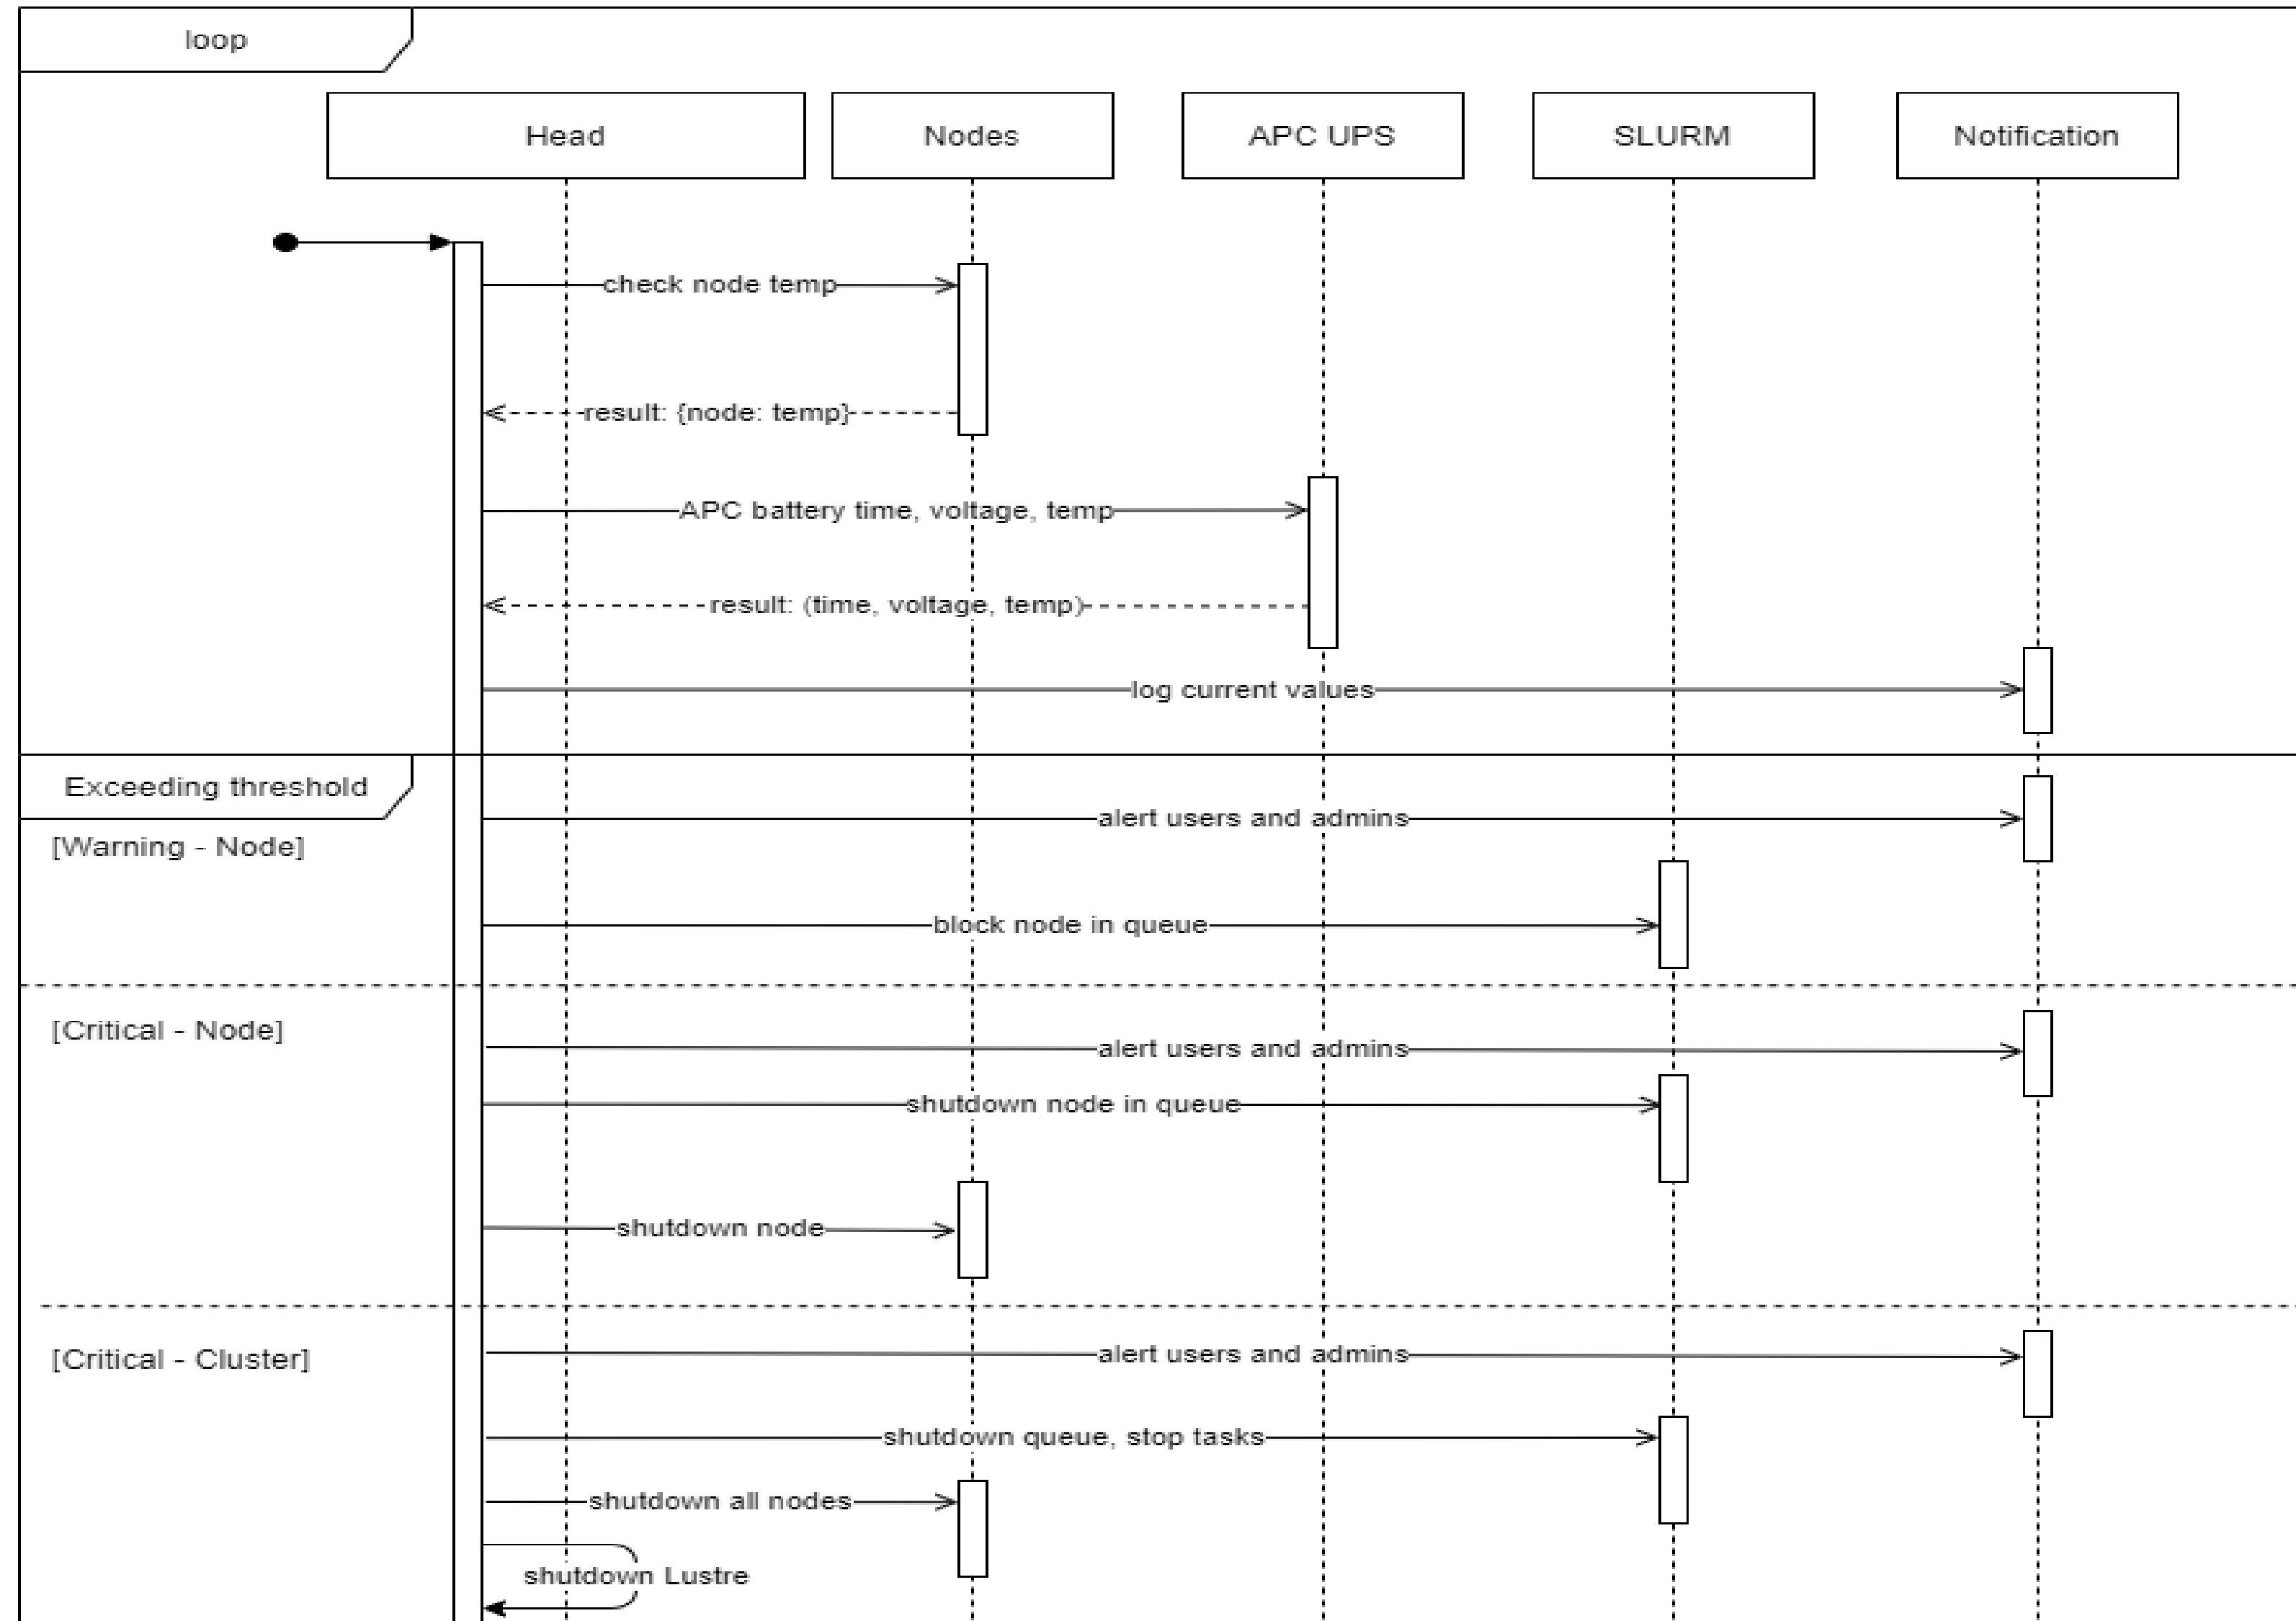 loop
Head
Nodes
APC UPS
SLURM
Notification
check node temp
result: {node: temp}
APC battery time, voltage, temp
result: (time, voltage, temp)
log current values
Exceeding threshold
alert users and admins
[Warning - Node]
block node in queue
[Critical - Node]
alert users and admins
shutdown node in queue
shutdown node
[Critical - Cluster]
alert users and admins
shutdown queue, stop tasks
shutdown all nodes
shutdown Lustre